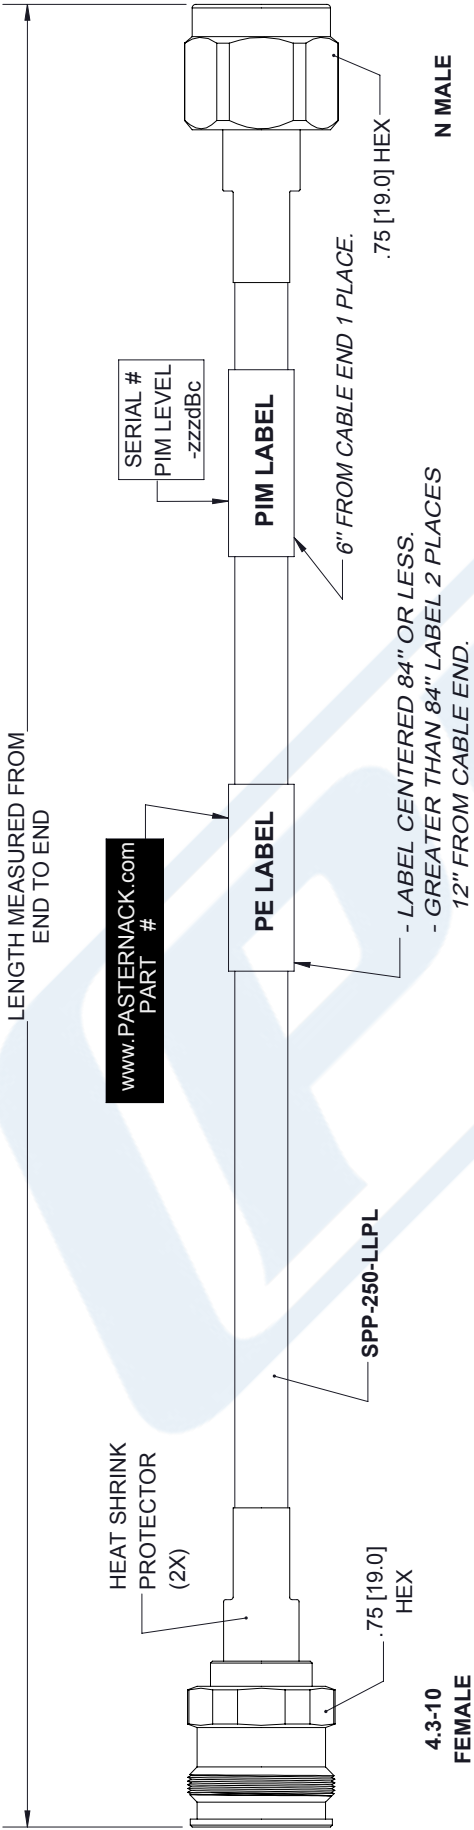 LENGTH MEASURED FROM
END TO END
HEAT SHRINK
PROTECTOR
(2X)
www.PASTERNACK.com
PART #
SERIAL #
PIM LEVEL
-zzzdBc
PE LABEL
PIM LABEL
.75 [19.0]
HEX
4.3-10
FEMALE
SPP-250-LLPL
- LABEL CENTERED 84" OR LESS.
- GREATER THAN 84" LABEL 2 PLACES
12" FROM CABLE END.
6" FROM CABLE END 1 PLACE.
.75 [19.0] HEX
N MALE